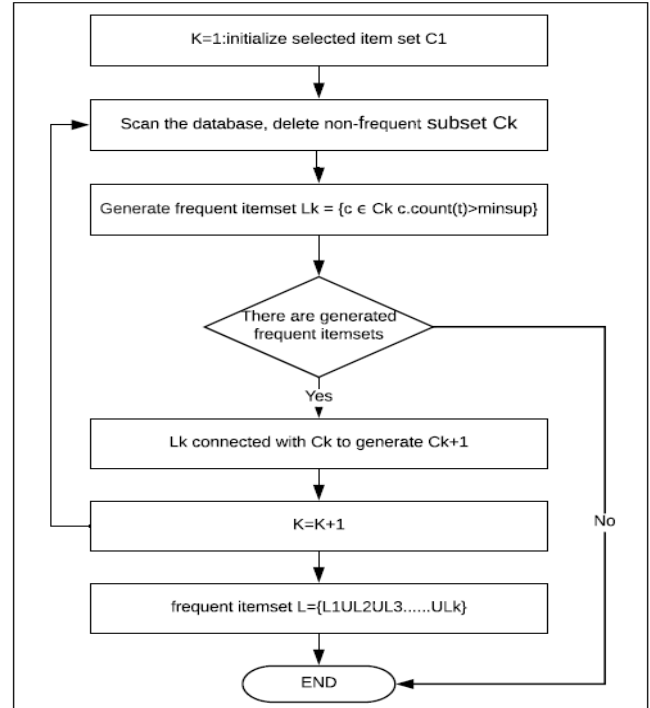 K=1:initialize selected item set C1
Scan the database, delete non-frequent subset Ck
Generate frequent itemset Lk = {c ϵ Ck c.count(t)>minsup}
There are generated
frequent itemsets
Yes
Lk connected with Ck to generate Ck+1
K=K+1
No
frequent itemset L={L1UL2UL3......ULk}
END